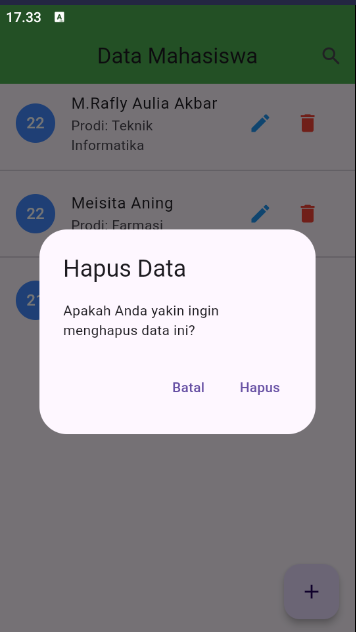 17.33 A
Data Mahasiswa
22
M.Rafly Aulia Akbar
Prodi: Teknik
Informatika
22
Meisita Aning
Prodi: Farmasi
Hapus Data
Apakah Anda yakin ingin
menghapus data ini?
Batal Hapus